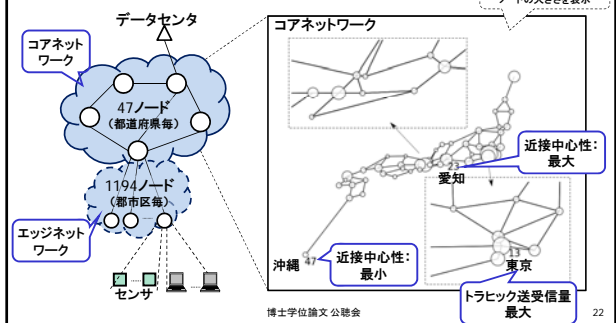 ノードの大きさを表示
データセンタ
コアネット
ワーク
47ノード
(都道府県毎)
1194ノード
(郡市区毎)
エッジネット
ワーク
センサ
コアネットワーク
近接中心性:
最大
23
愛知
沖縄
47
近接中心性:
最小
13
東京
トラヒック送受信量
最大
博士学位論文 公聴会
22